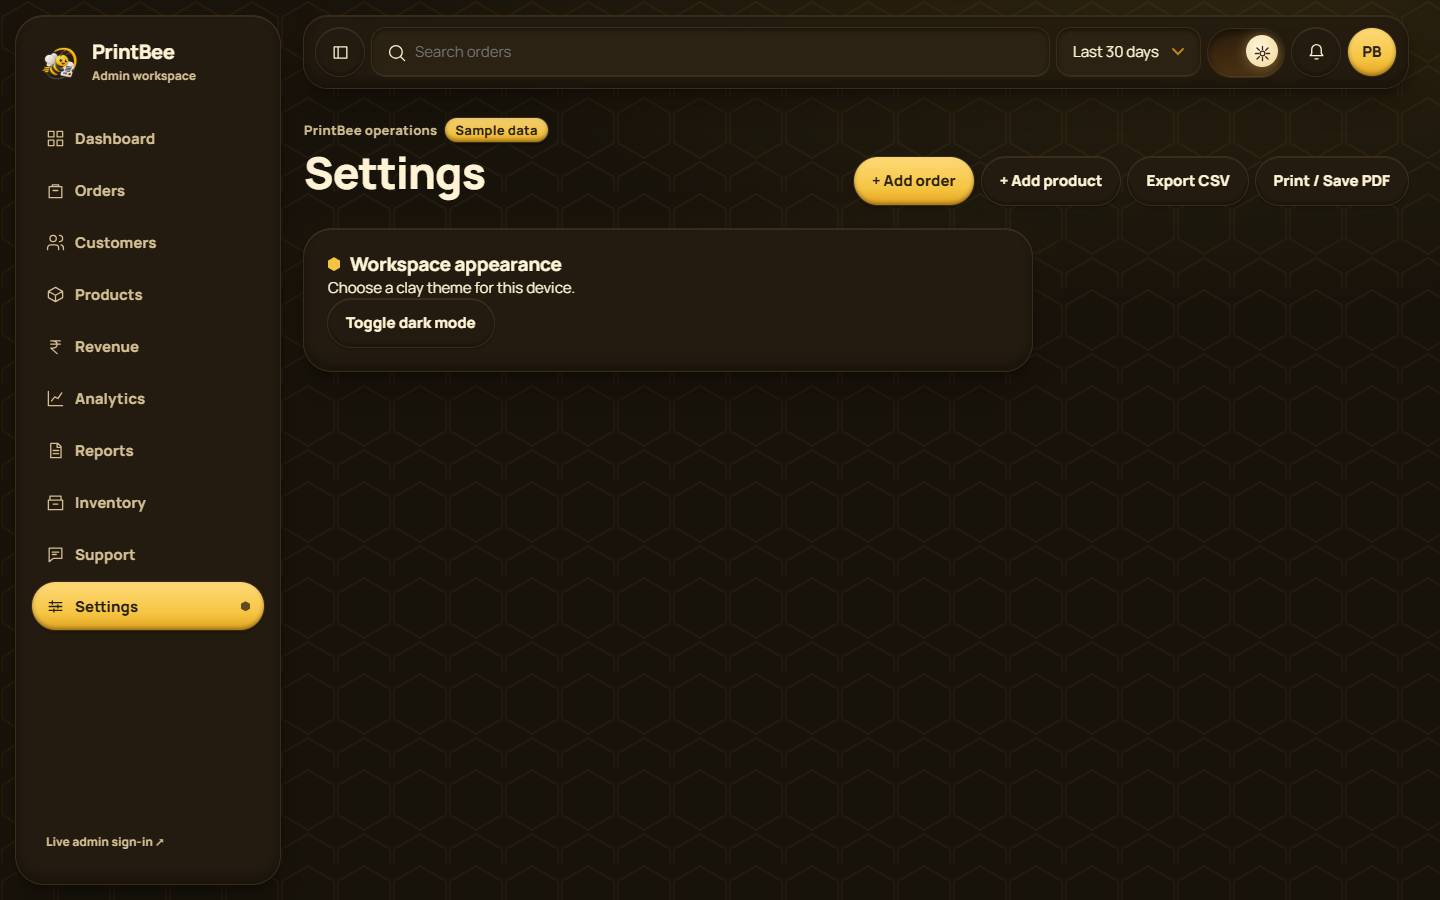 PrintBee
Admin workspace
Dashboard
Orders
Customers
Products
Revenue
Analytics
Reports
Inventory
Support
Settings
Live admin sign-in ↗
Search orders
Last 30 days
PB
PrintBee operations
Sample data
Settings
+ Add order
+ Add product
Export CSV
Print / Save PDF
Workspace appearance
Choose a clay theme for this device.
Toggle dark mode